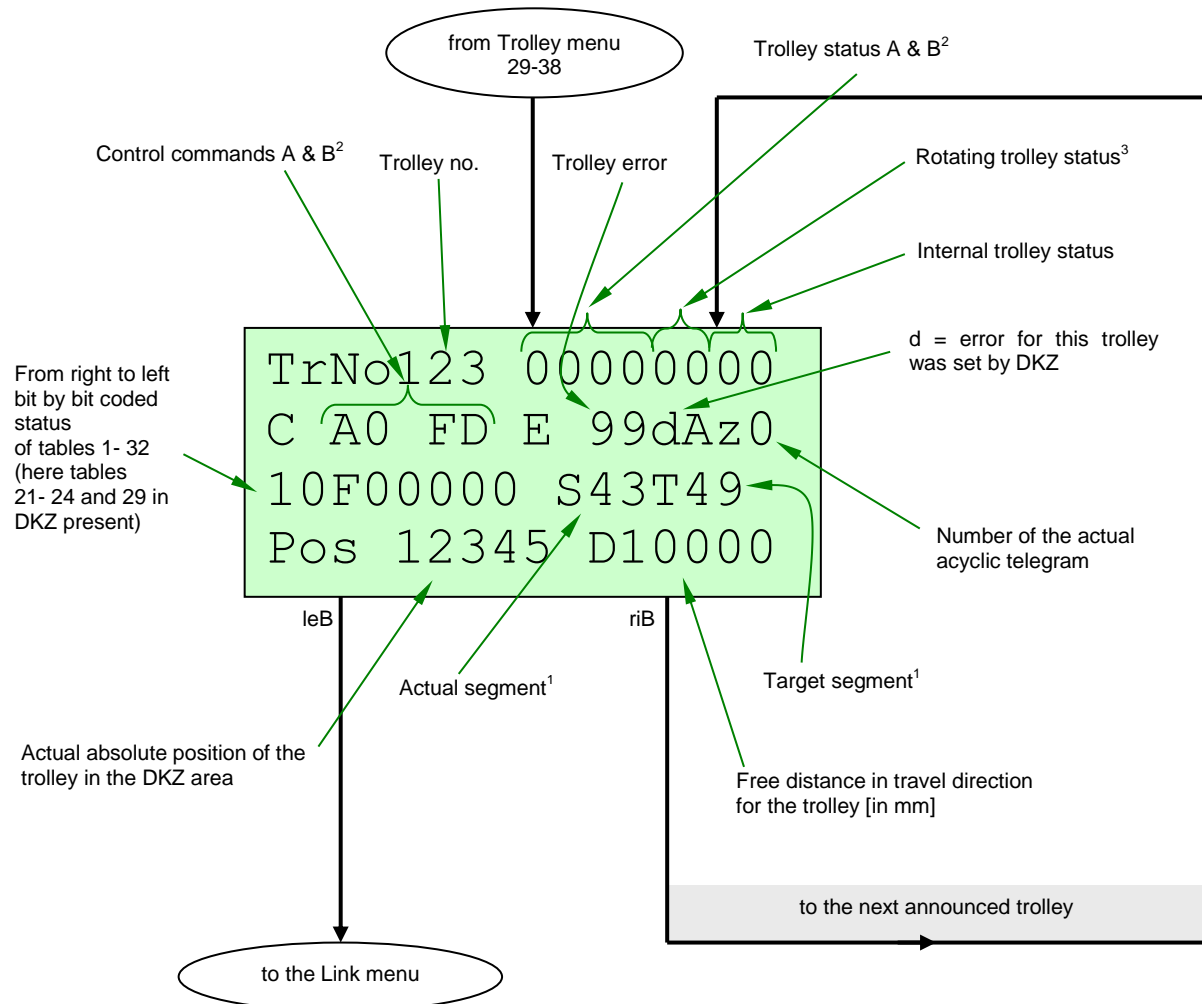 from Trolley menu
29-38
Trolley status A & B2
Control commands A & B2
Trolley no.
Trolley error
Rotating trolley status3
Internal trolley status
d = error for this trolley
was set by DKZ
From right to left
bit by bit coded
status
of tables 1- 32
(here tables
21- 24 and 29 in
DKZ present)
TrNo123 00000000
C A0 FD E 99dAz0
10F00000 S43T49
Pos 12345 D10000
Number of the actual
acyclic telegram
leB
riB
Actual segment1
Target segment1
Actual absolute position of the
trolley in the DKZ area
Free distance in travel direction
for the trolley [in mm]
to the next announced trolley
to the Link menu